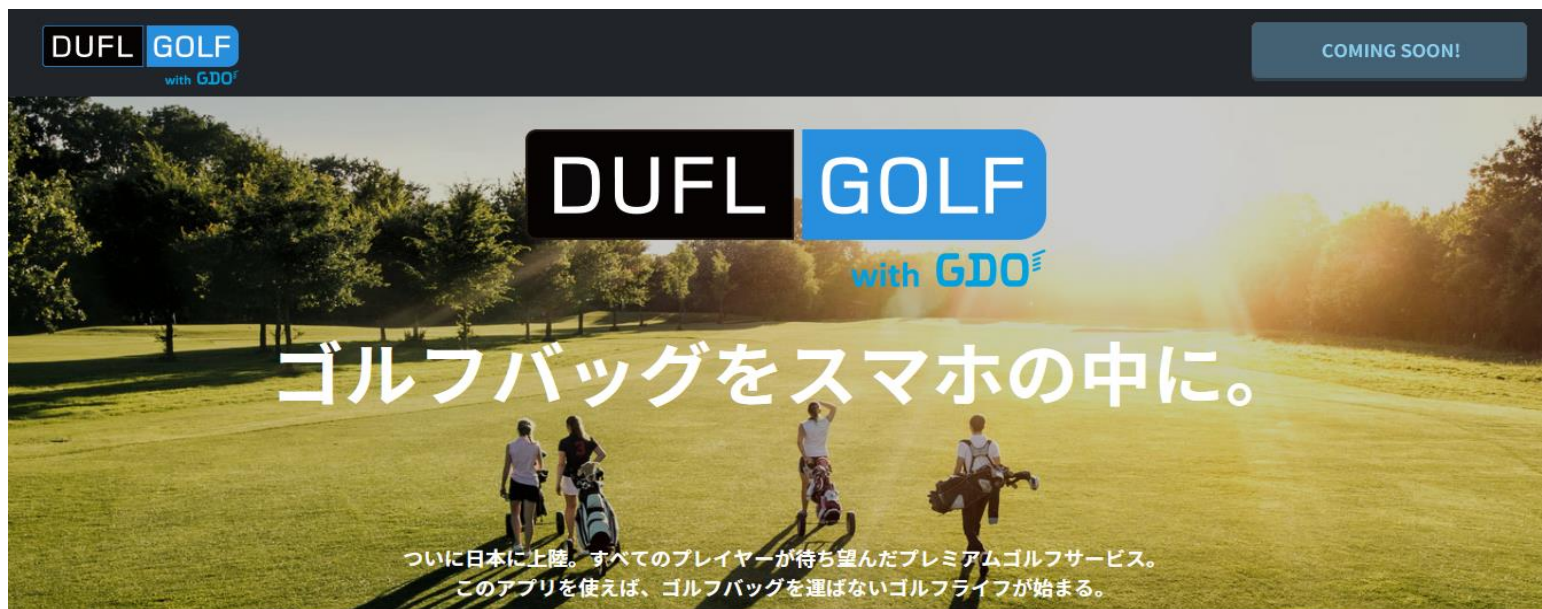 DUFL GOLF
with GDO
COMING SOON!
DUFL GOLF
with GDO
ゴルフバッグをスマホの中に。
ついに日本に上陸。すべてのプレイヤーが待ち望んだプレミアムゴルフサービス。
このアプリを使えば、ゴルフバッグを運ばないゴルフライフが始まる。